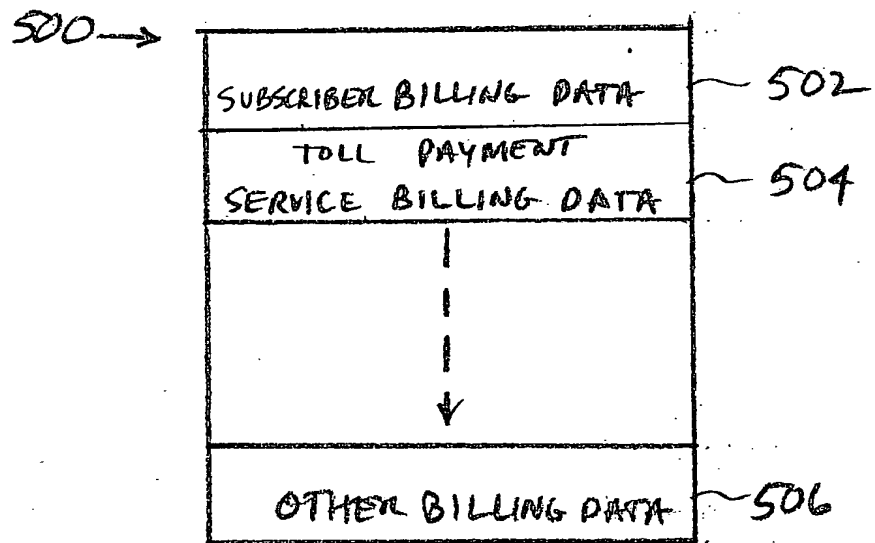 500
SUBSCRIBER BILLING DATA
502
TOLL PAYMENT
SERVICE BILLING DATA
504
OTHER BILLING DATA
506